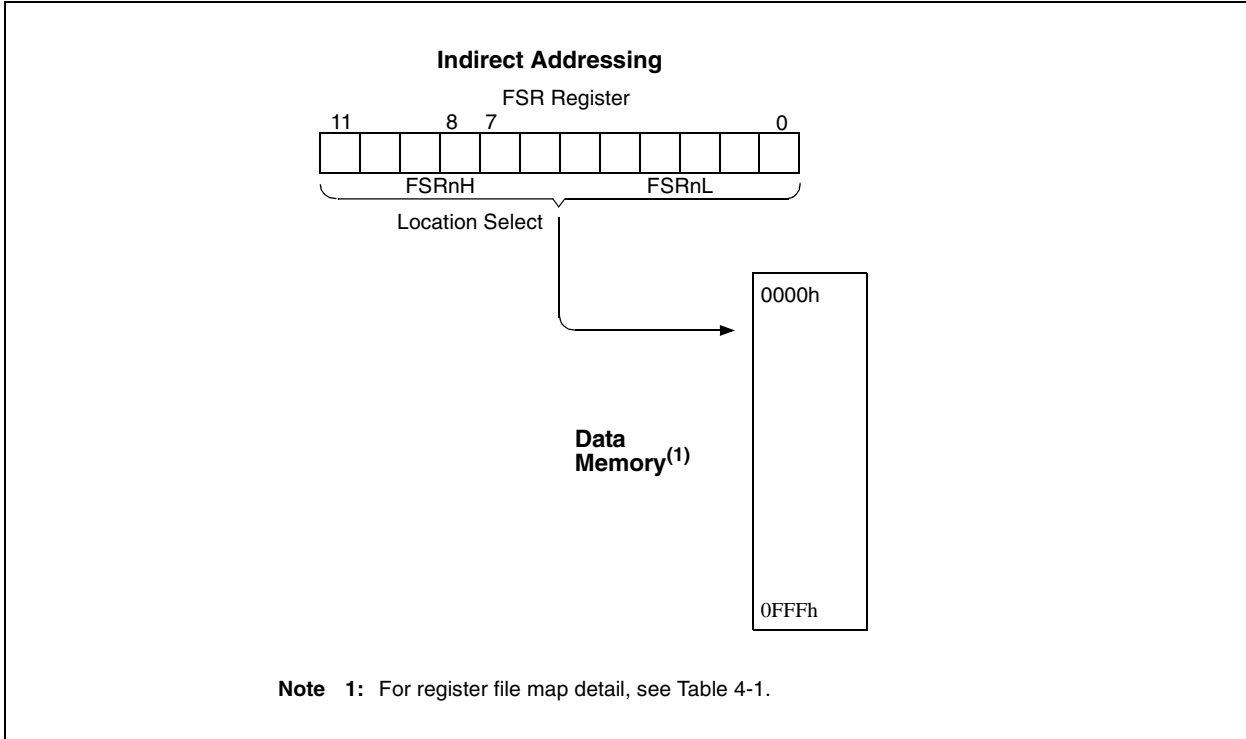 Indirect Addressing
FSR Register
11 8 7 0
FSRnH FSRnL
Location Select
0000h
Data
Memory(1)
0FFFh
Note 1: For register file map detail, see Table 4-1.